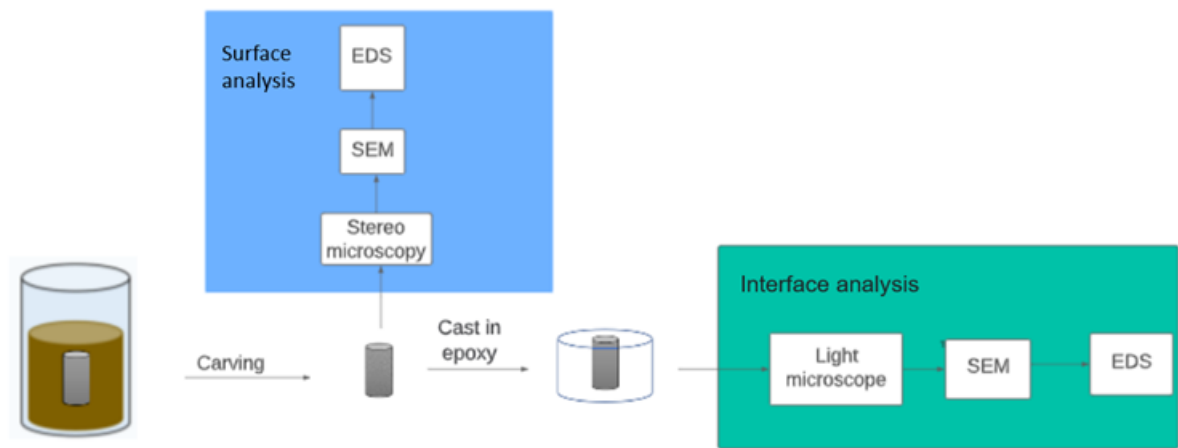 Surface
analysis
EDS
SEM
Stereo
microscopy
Carving
Cast in
epoxy
Interface analysis
Light
microscope
SEM
EDS